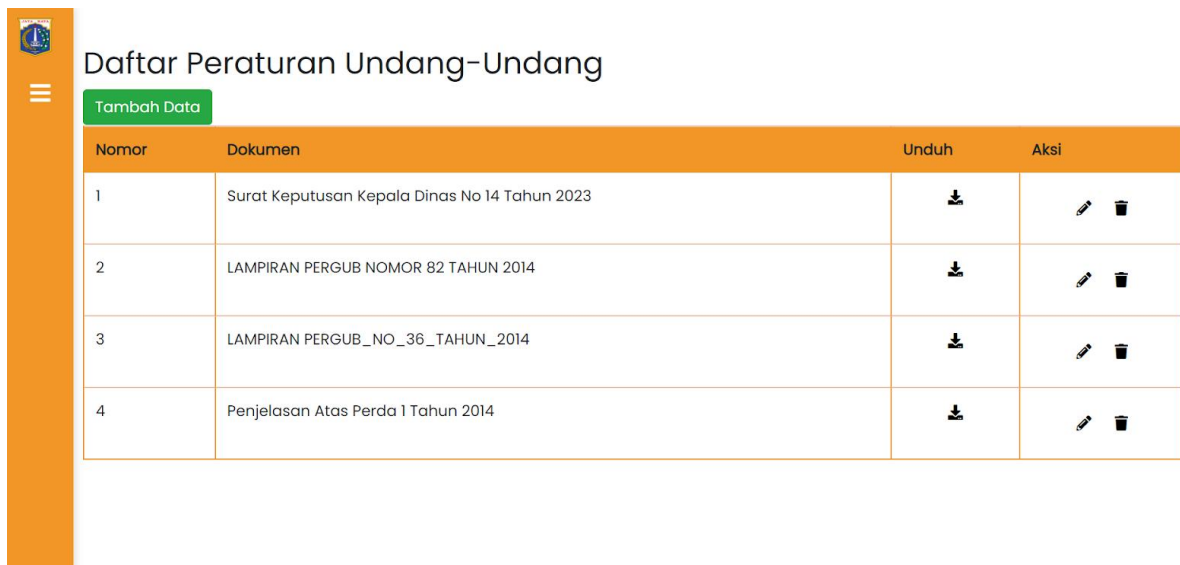 Daftar Peraturan Undang-Undang
Tambah Data
Nomor Dokumen Unduh Aksi
1 Surat Keputusan Kepala Dinas No 14 Tahun 2023
2 LAMPIRAN PERGUB NOMOR 82 TAHUN 2014
3 LAMPIRAN PERGUB_NO_36_TAHUN_2014
4 Penjelasan Atas Perda 1 Tahun 2014